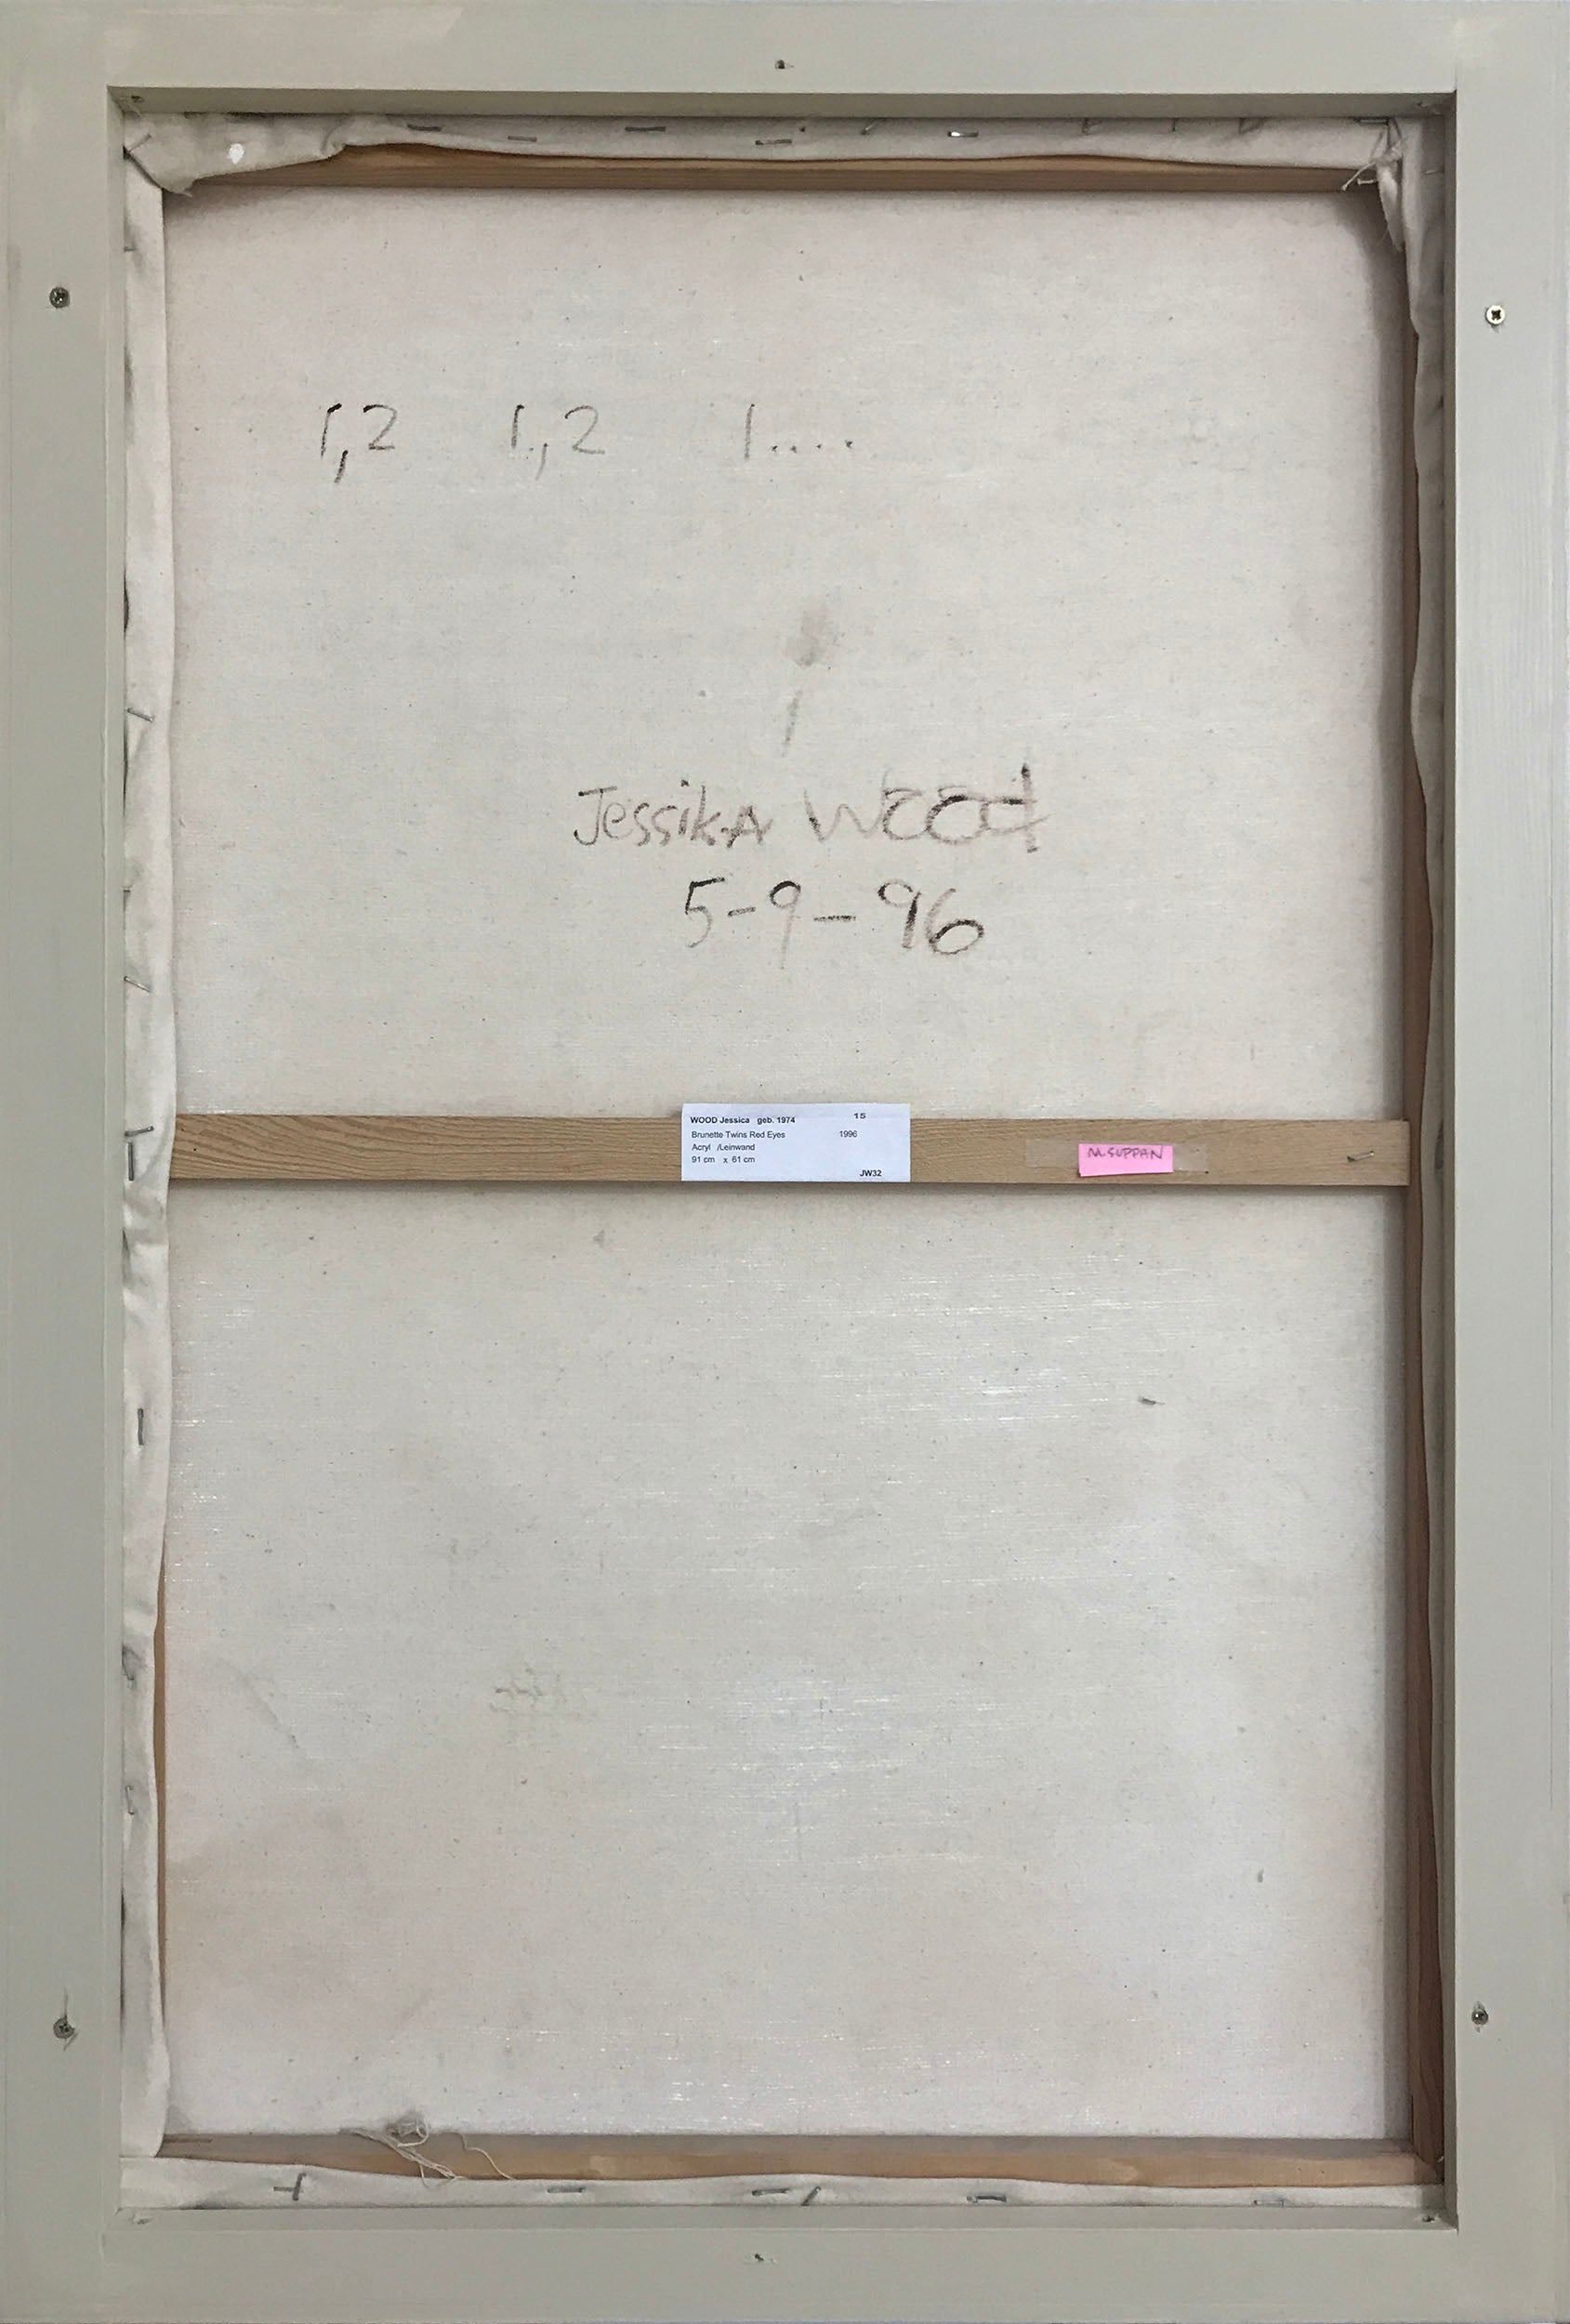 1,2 1.,2 1....
Jessika Wood
5-9-96
WOOD Jessica geb. 1974 15
Brunette Twins Red Eyes 1996
Acryl /Leinwand
91 cm x 61 cm
JW32
M.SUPPAN